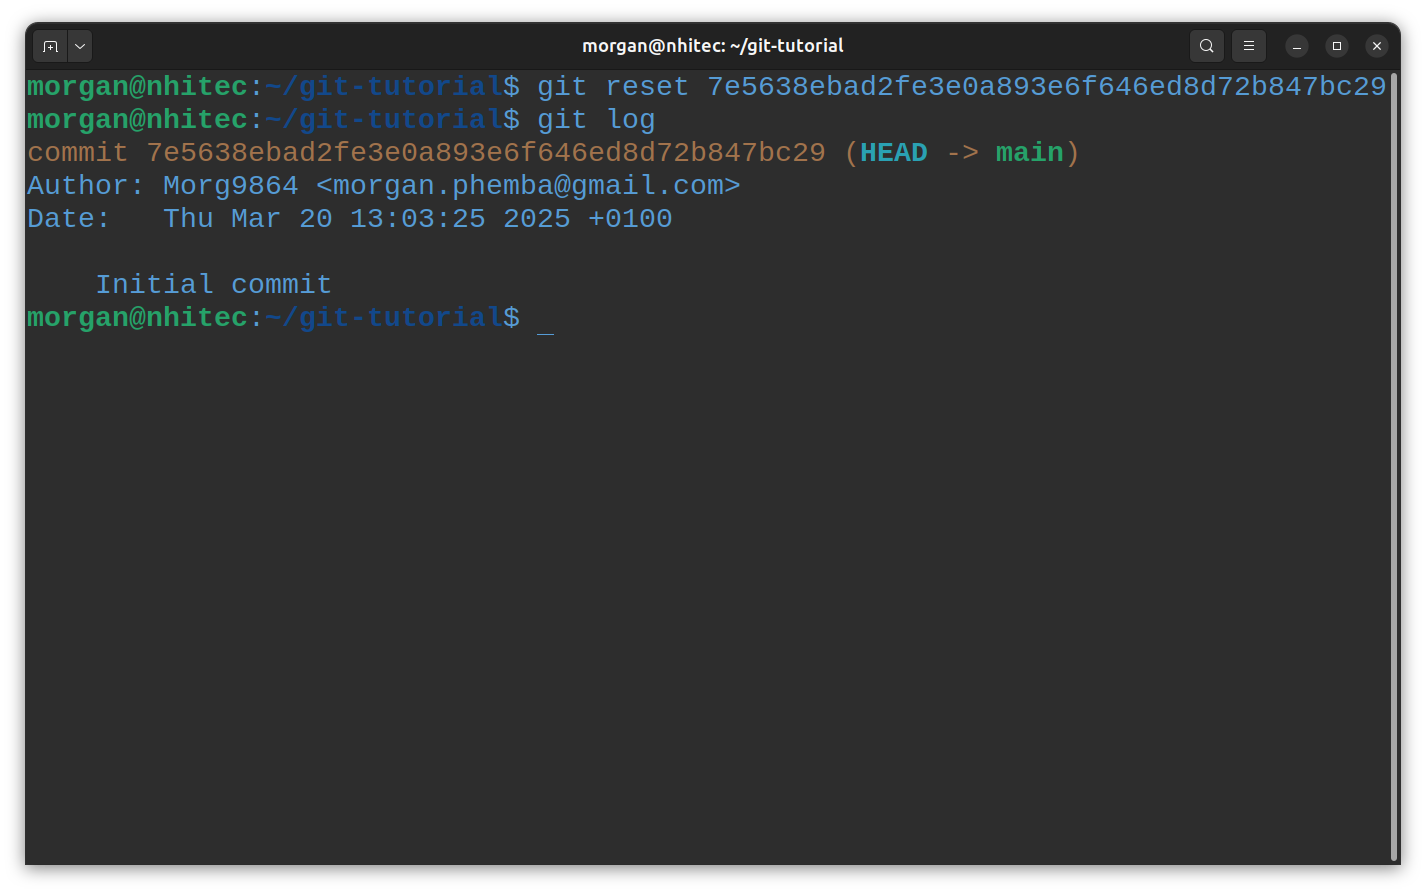 morgan@nhitec: ~/git-tutorial
morgan@nhitec:~/git-tutorial$ git reset 7e5638ebad2fe3e0a893e6f646ed8d72b847bc29
morgan@nhitec:~/git-tutorial$ git log
commit 7e5638ebad2fe3e0a893e6f646ed8d72b847bc29 (HEAD -> main)
Author: Morg9864 <morgan.phemba@gmail.com>
Date:   Thu Mar 20 13:03:25 2025 +0100
    Initial commit
morgan@nhitec:~/git-tutorial$ _